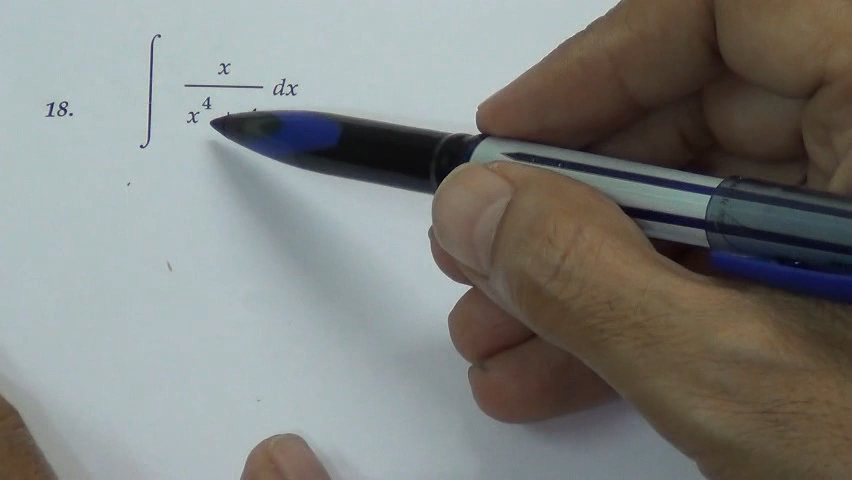 18. ∫ x / x⁴ + dx